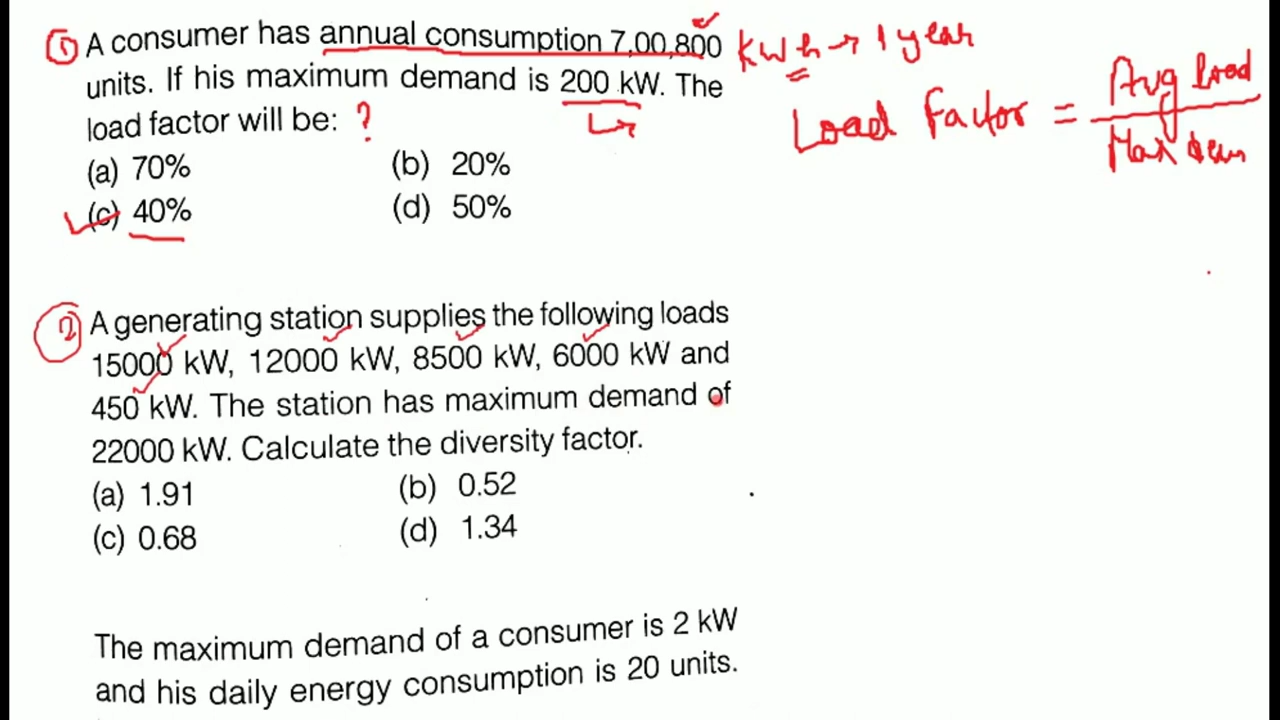 ① A consumer has annual consumption 7,00,800 kWh → 1 year
units. If his maximum demand is 200 kW. The
load factor will be: ?
Load Factor = Avg load
Max dem
(a) 70% (b) 20%
(c) 40% (d) 50%
② A generating station supplies the following loads
15000 kW, 12000 kW, 8500 kW, 6000 kW and
450 kW. The station has maximum demand of
22000 kW. Calculate the diversity factor.
(a) 1.91 (b) 0.52
(c) 0.68 (d) 1.34
The maximum demand of a consumer is 2 kW
and his daily energy consumption is 20 units.